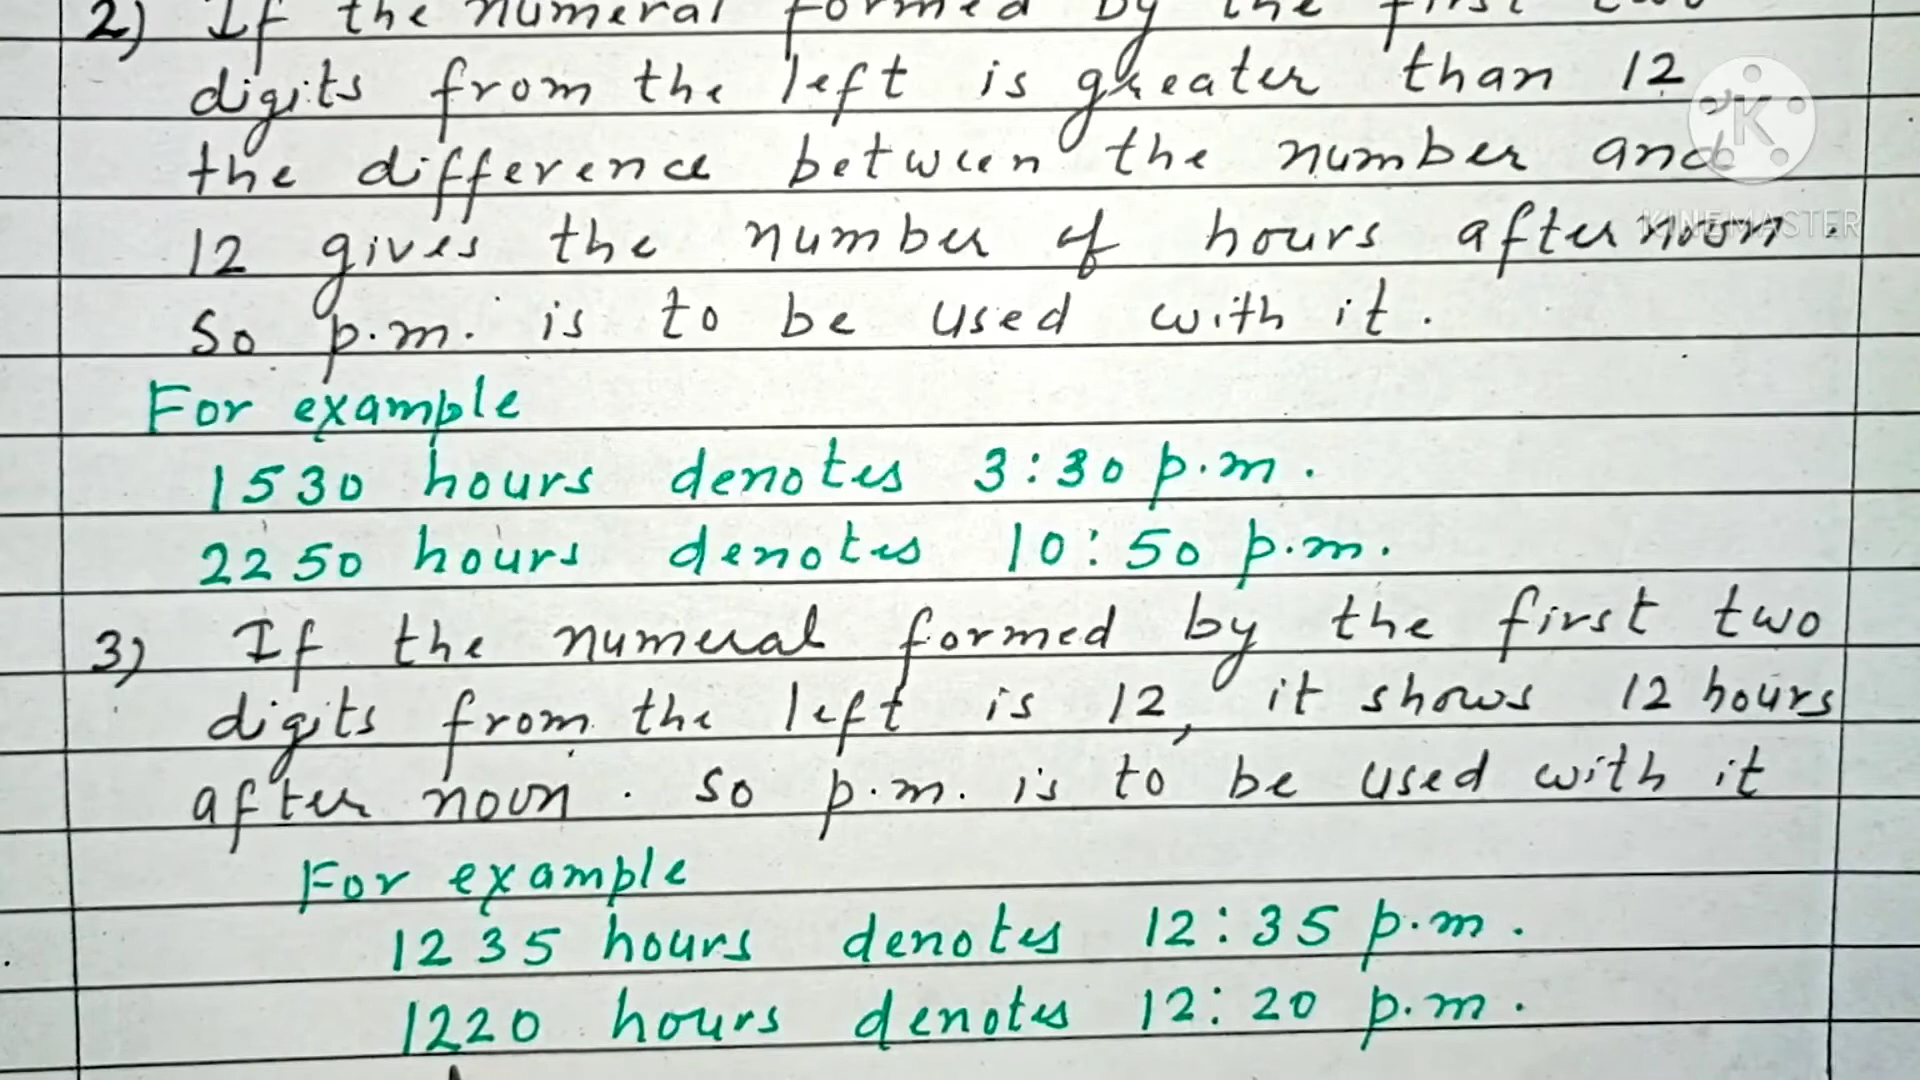 2) If the numeral formed by the first two
digits from the left is greater than 12
the difference between the number and
12 gives the number of hours afternoon.
So p.m. is to be used with it.
For example
1530 hours denotes 3:30 p.m.
2250 hours denotes 10:50 p.m.
3) If the numeral formed by the first two
digits from the left is 12, it shows 12 hours
after noon. So p.m. is to be used with it
For example
1235 hours denotes 12:35 p.m.
1220 hours denotes 12:20 p.m.
K
KINEMASTER